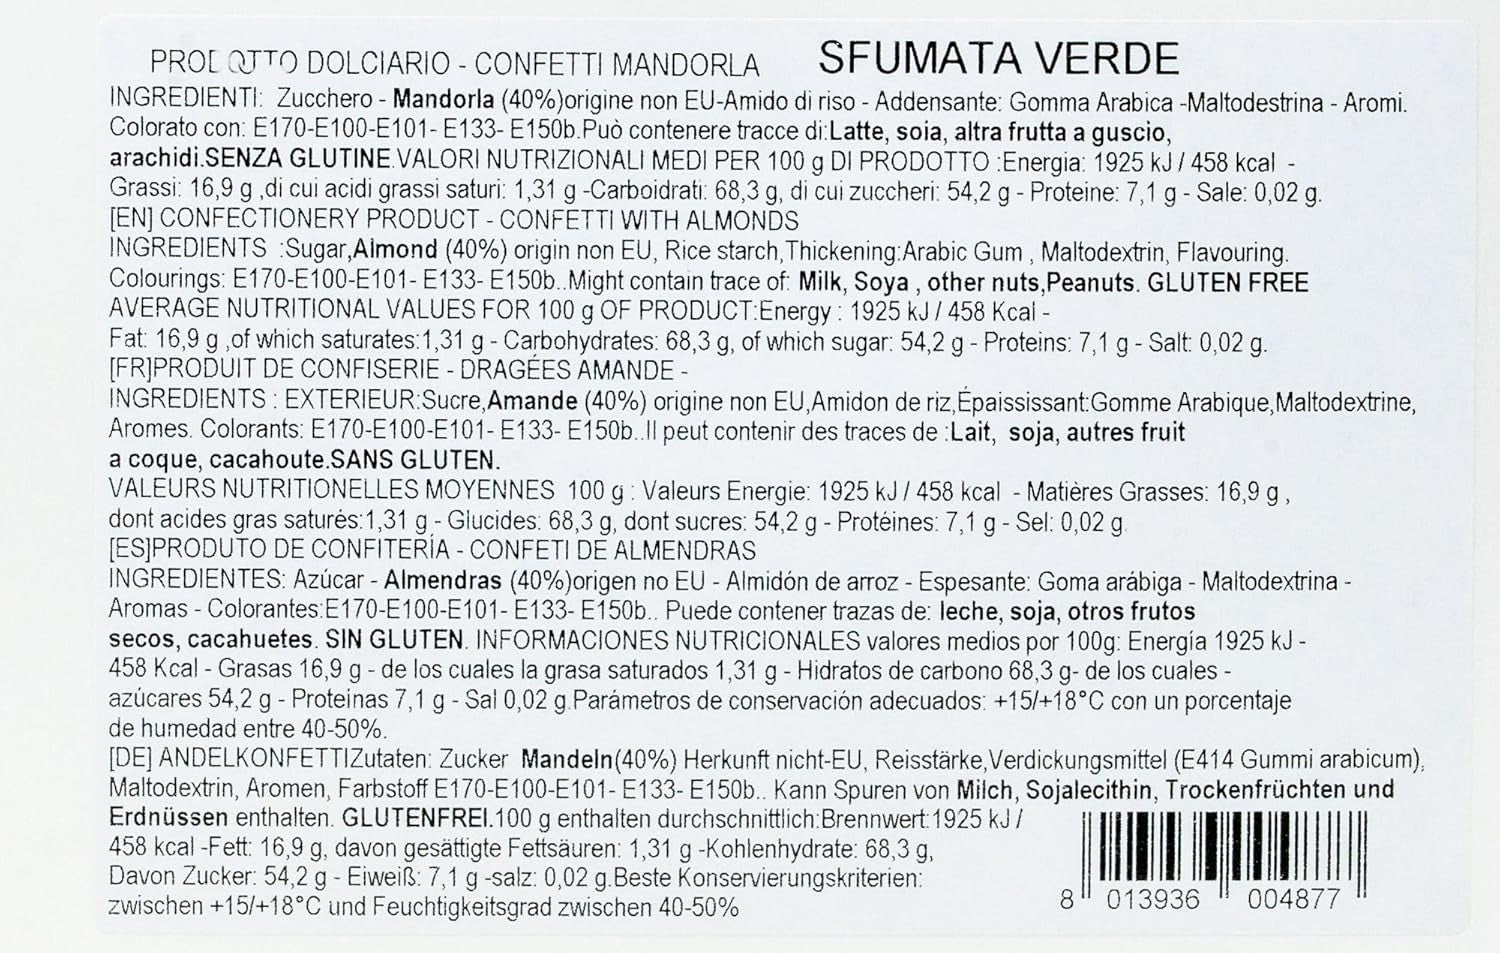 PRODOTTO DOLCIARIO - CONFETTI MANDORLA SFUMATA VERDE
INGREDIENTI: Zucchero - Mandorla (40%)origine non EU-Amido di riso - Addensante: Gomma Arabica -Maltodestrina - Aromi.
Colorato con: E170-E100-E101- E133- E150b.Può contenere tracce di:Latte, soia, altra frutta a guscio,
arachidi.SENZA GLUTINE.VALORI NUTRIZIONALI MEDI PER 100 g DI PRODOTTO :Energia: 1925 kJ / 458 kcal -
Grassi: 16,9 g ,di cui acidi grassi saturi: 1,31 g -Carboidrati: 68,3 g, di cui zuccheri: 54,2 g - Proteine: 7,1 g - Sale: 0,02 g.
[EN] CONFECTIONERY PRODUCT - CONFETTI WITH ALMONDS
INGREDIENTS :Sugar,Almond (40%) origin non EU, Rice starch,Thickening:Arabic Gum , Maltodextrin, Flavouring.
Colourings: E170-E100-E101- E133- E150b..Might contain trace of: Milk, Soya , other nuts,Peanuts. GLUTEN FREE
AVERAGE NUTRITIONAL VALUES FOR 100 g OF PRODUCT:Energy : 1925 kJ / 458 Kcal -
Fat: 16,9 g ,of which saturates:1,31 g - Carbohydrates: 68,3 g, of which sugar: 54,2 g - Proteins: 7,1 g - Salt: 0,02 g.
[FR]PRODUIT DE CONFISERIE - DRAGÉES AMANDE -
INGREDIENTS : EXTERIEUR:Sucre,Amande (40%) origine non EU,Amidon de riz,Épaississant:Gomme Arabique,Maltodextrine,
Aromes. Colorants: E170-E100-E101- E133- E150b..Il peut contenir des traces de :Lait, soja, autres fruit
a coque, cacahoute.SANS GLUTEN.
VALEURS NUTRITIONELLES MOYENNES 100 g : Valeurs Energie: 1925 kJ / 458 kcal - Matières Grasses: 16,9 g ,
dont acides gras saturés:1,31 g - Glucides: 68,3 g, dont sucres: 54,2 g - Protéines: 7,1 g - Sel: 0,02 g.
[ES]PRODUTO DE CONFITERÍA - CONFETI DE ALMENDRAS
INGREDIENTES: Azúcar - Almendras (40%)origen no EU - Almidón de arroz - Espesante: Goma arábiga - Maltodextrina -
Aromas - Colorantes:E170-E100-E101- E133- E150b.. Puede contener trazas de: leche, soja, otros frutos
secos, cacahuetes. SIN GLUTEN. INFORMACIONES NUTRICIONALES valores medios por 100g: Energía 1925 kJ -
458 Kcal - Grasas 16,9 g - de los cuales la grasa saturados 1,31 g - Hidratos de carbono 68,3 g- de los cuales -
azúcares 54,2 g - Proteínas 7,1 g - Sal 0,02 g.Parámetros de conservación adecuados: +15/+18°C con un porcentaje
de humedad entre 40-50%.
[DE] ANDELKONFETTIZutaten: Zucker Mandeln(40%) Herkunft nicht-EU, Reisstärke,Verdickungsmittel (E414 Gummi arabicum),
Maltodextrin, Aromen, Farbstoff E170-E100-E101- E133- E150b.. Kann Spuren von Milch, Sojalecithin, Trockenfrüchten und
Erdnüssen enthalten. GLUTENFREI.100 g enthalten durchschnittlich:Brennwert:1925 kJ /
458 kcal -Fett: 16,9 g, davon gesättigte Fettsäuren: 1,31 g -Kohlenhydrate: 68,3 g,
Davon Zucker: 54,2 g - Eiweiß: 7,1 g -salz: 0,02 g.Beste Konservierungskriterien:
zwischen +15/+18°C und Feuchtigkeitsgrad zwischen 40-50%
8 013936 004877